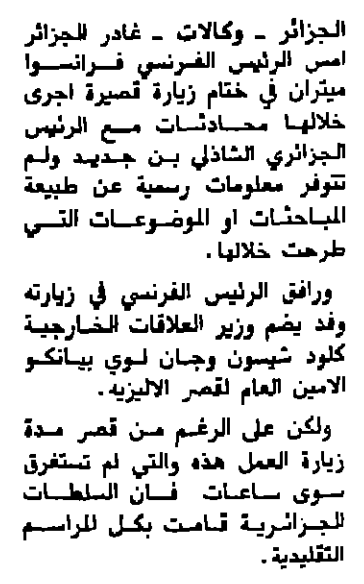 الجزائر ـ وكالات ـ غادر الجزائر
امس الرئيس الفرنسي فرانسوا
ميتران في ختام زيارة قصيرة اجرى
خلالها محادثات مع الرئيس
الجزائري الشاذلي بن جديد ولم
تتوفر معلومات رسمية عن طبيعة
المباحثات او الموضوعات التي
طرحت خلالها .
ورافق الرئيس الفرنسي في زيارته
وفد يضم وزير العلاقات الخارجية
كلود شيسون وجان لوي بيانكو
الامين العام لقصر الاليزيه .
ولكن على الرغم من قصر مدة
زيارة العمل هذه والتي لم تستغرق
سوى ساعات فان السلطات
الجزائرية قامت بكل المراسم
التقليدية .